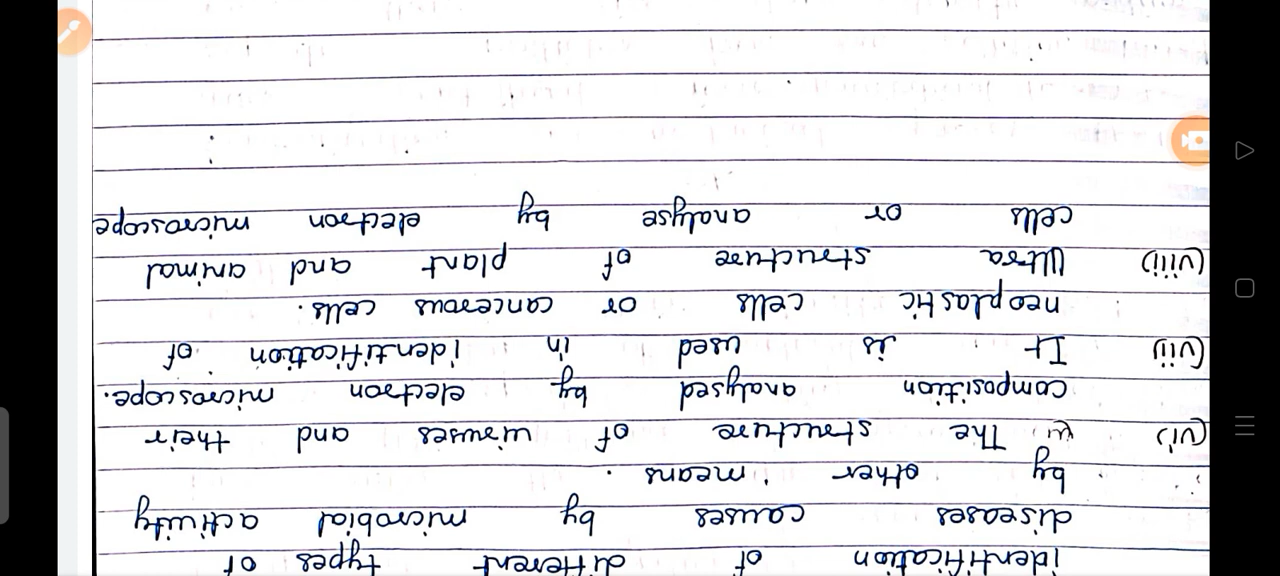 identification of different types of
diseases causes by microbial activity
by other means.
(vi) The structure of viruses and their
composition analysed by electron microscope.
(vii) It is used in identification of
neoplastic cells or cancerous cells.
(viii) Ultra structure of plant and animal
cells or analyse by electron microscope